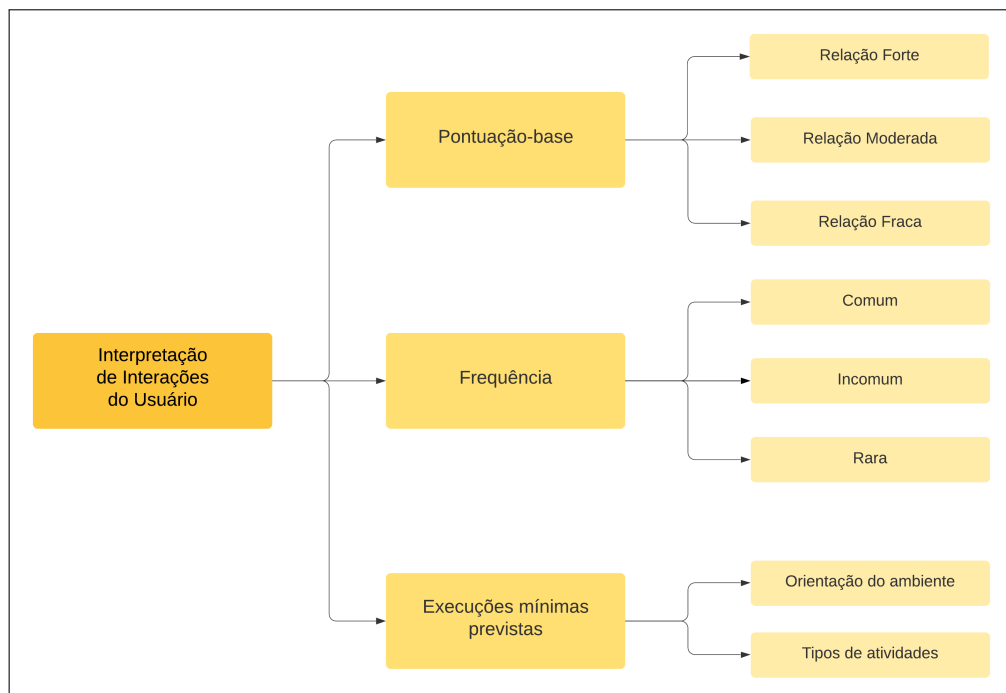 Interpretação
de Interações
do Usuário
Pontuação-base
Relação Forte
Relação Moderada
Relação Fraca
Frequência
Comum
Incomum
Rara
Execuções mínimas
previstas
Orientação do ambiente
Tipos de atividades